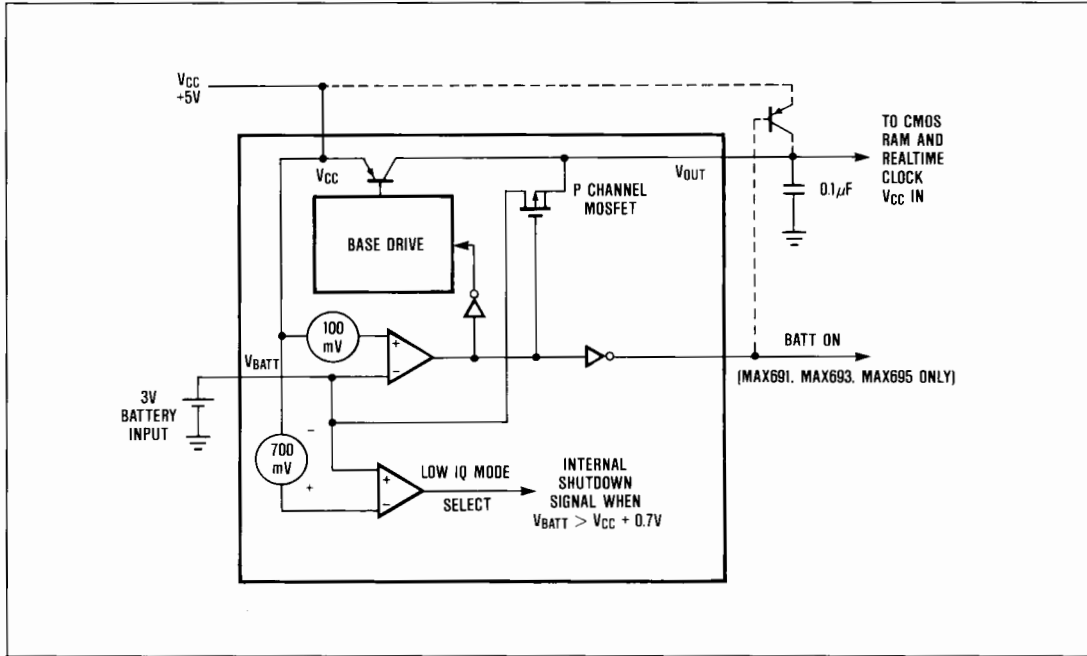 VCC
+5V
TO CMOS
RAM AND
REALTIME
CLOCK
VCC IN
VCC
VOUT
P CHANNEL
MOSFET
0.1μF
BASE DRIVE
100
mV
+
−
VBATT
BATT ON
(MAX691, MAX693, MAX695 ONLY)
3V
BATTERY
INPUT
−
700
mV
+
+
−
LOW IQ MODE
SELECT
INTERNAL
SHUTDOWN
SIGNAL WHEN
VBATT > VCC + 0.7V